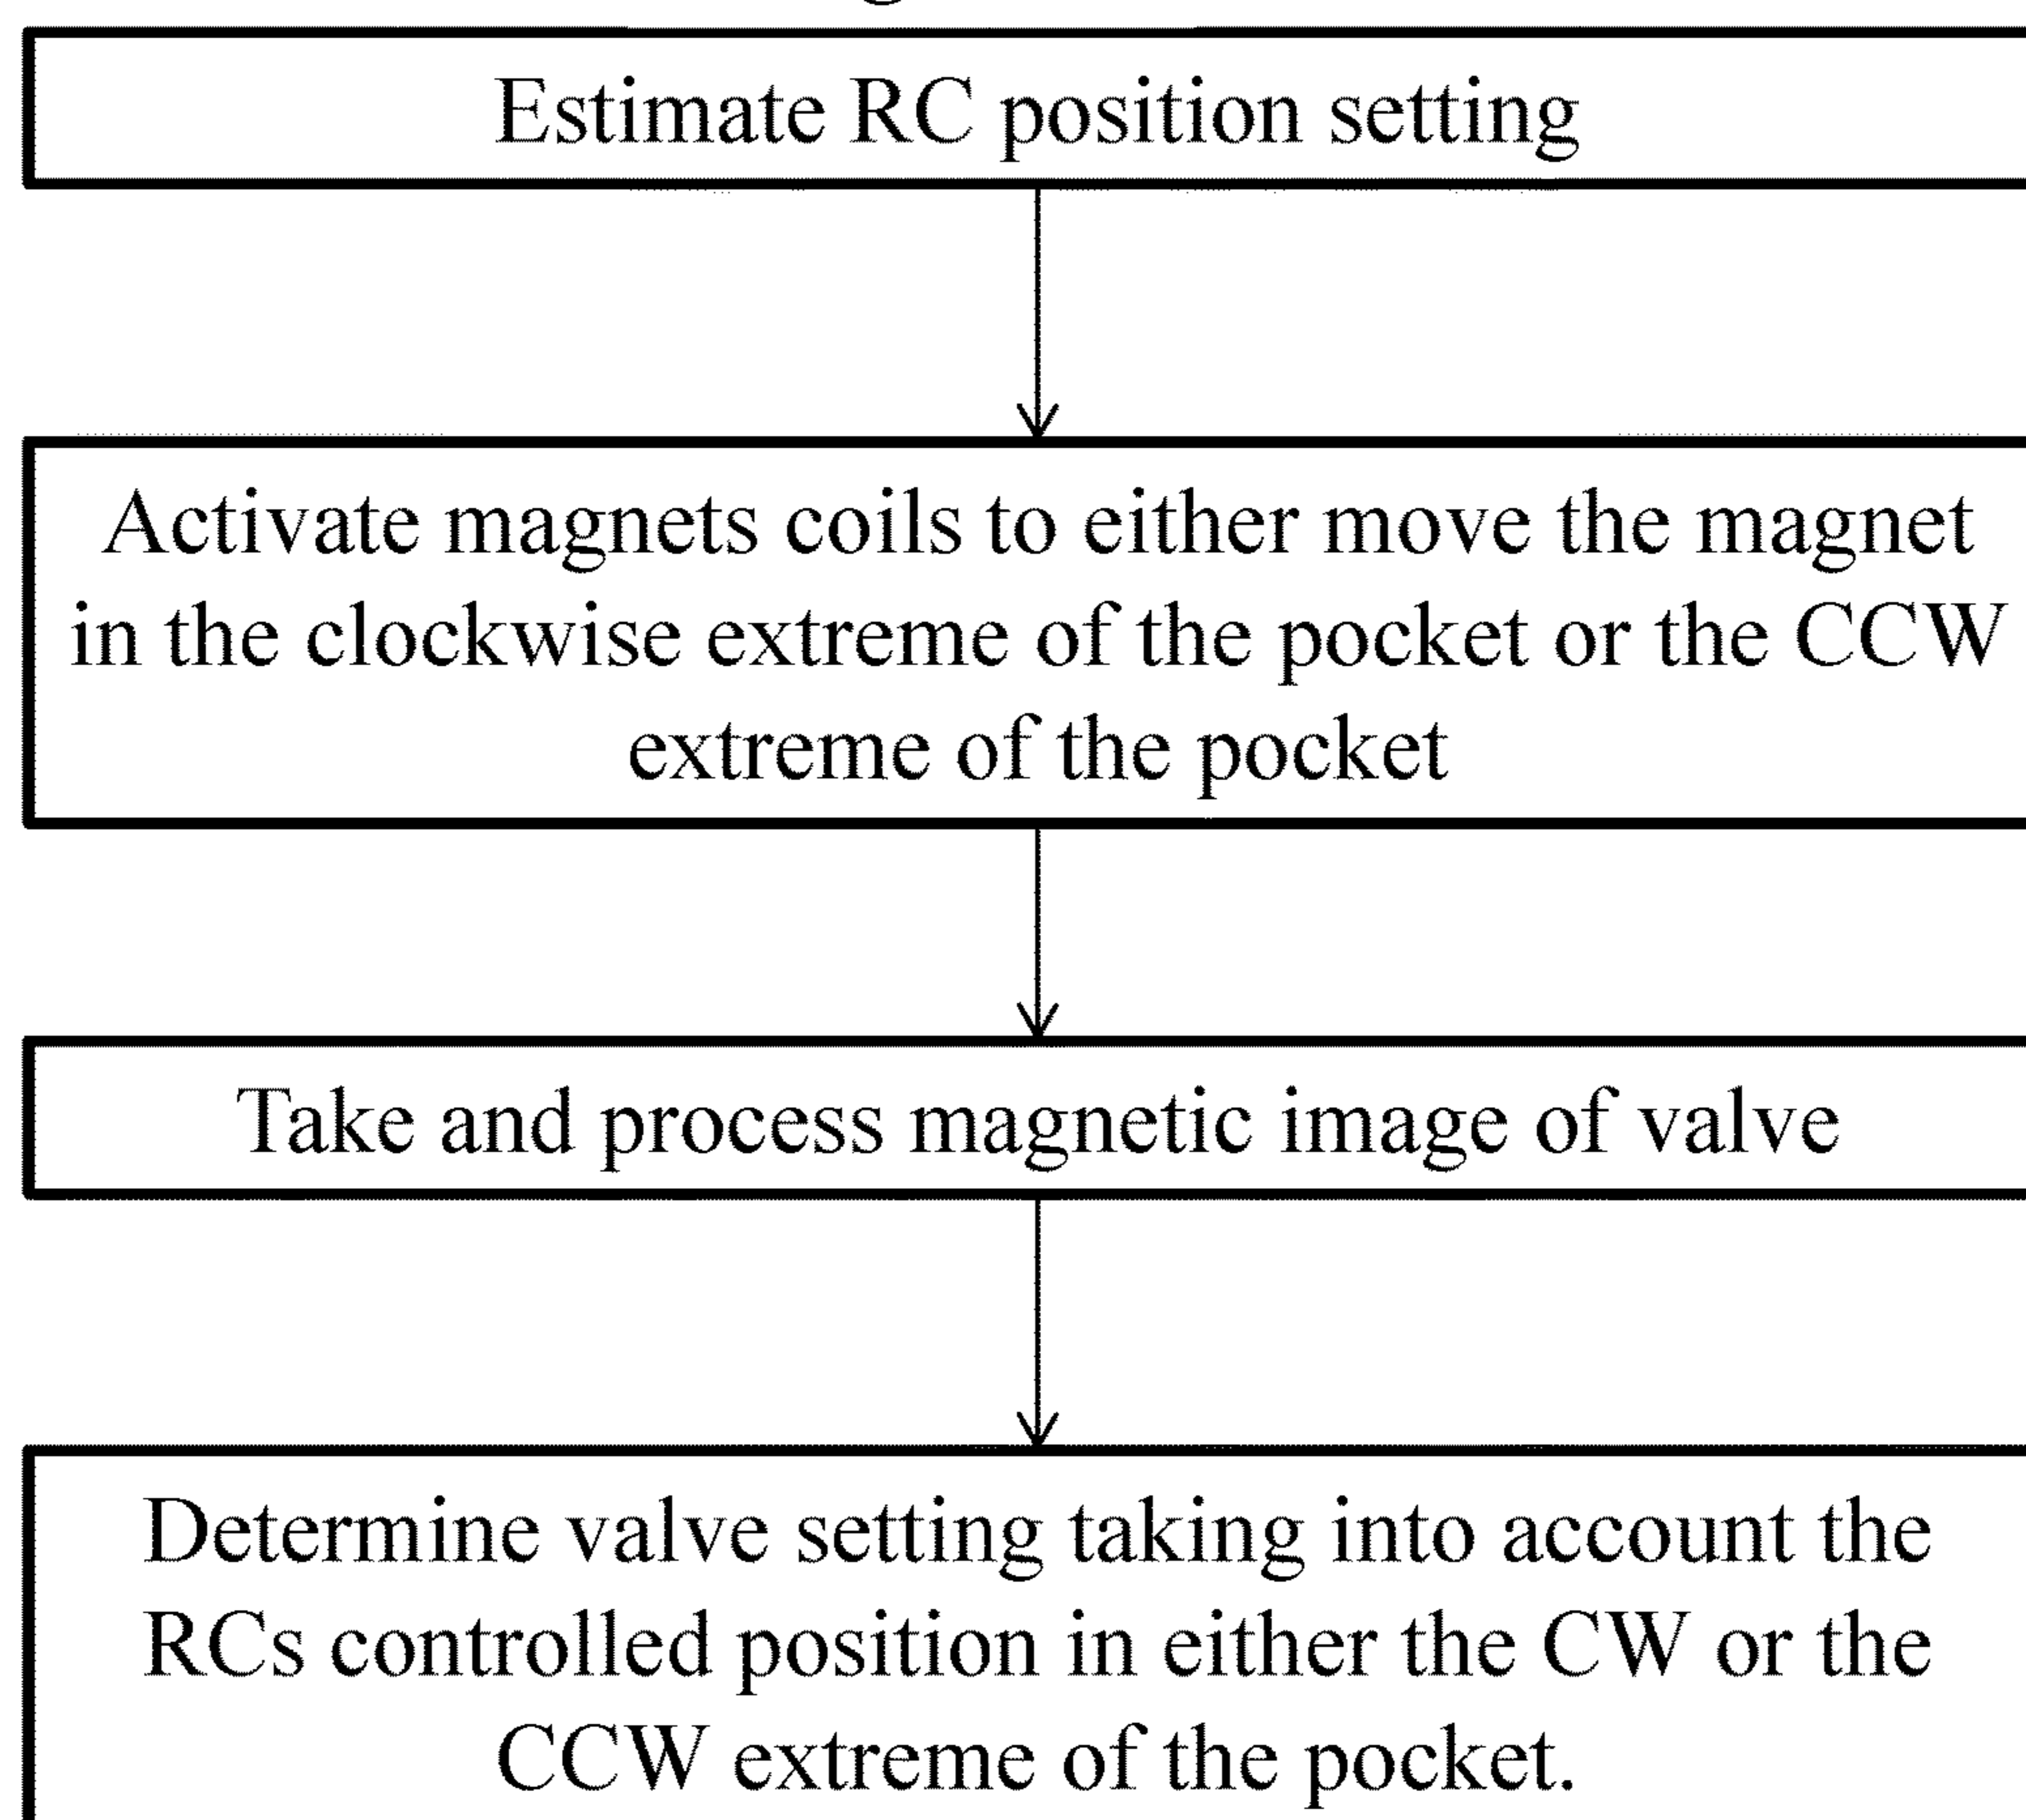 Estimate RC position setting
Activate magnets coils to either move the magnet
in the clockwise extreme of the pocket or the CCW
extreme of the pocket
Take and process magnetic image of valve
Determine valve setting taking into account the
RCs controlled position in either the CW or the
CCW extreme of the pocket.